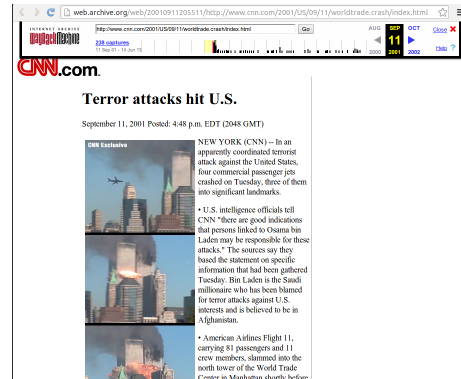 web.archive.org/web/20010911205511/http://www.cnn.com/2001/US/09/11/worldtrade.crash/index.html
INTERNET ARCHIVE
WayBackMachine
http://www.cnn.com/2001/US/09/11/worldtrade.crash/index.html
Go
238 captures
11 Sep 01 - 14 Jun 13
AUG
SEP
OCT
11
2000
2001
2002
Close
Help
CNN.com.
Terror attacks hit U.S.
September 11, 2001 Posted: 4:48 p.m. EDT (2048 GMT)
CNN Exclusive
NEW YORK (CNN) -- In an
apparently coordinated terrorist
attack against the United States,
four commercial passenger jets
crashed on Tuesday, three of them
into significant landmarks.
• U.S. intelligence officials tell
CNN "there are good indications
that persons linked to Osama bin
Laden may be responsible for these
attacks." The sources say they
based the statement on specific
information that had been gathered
Tuesday. Bin Laden is the Saudi
millionaire who has been blamed
for terror attacks against U.S.
interests and is believed to be in
Afghanistan.
• American Airlines Flight 11,
carrying 81 passengers and 11
crew members, slammed into the
north tower of the World Trade
Center in Manhattan shortly before